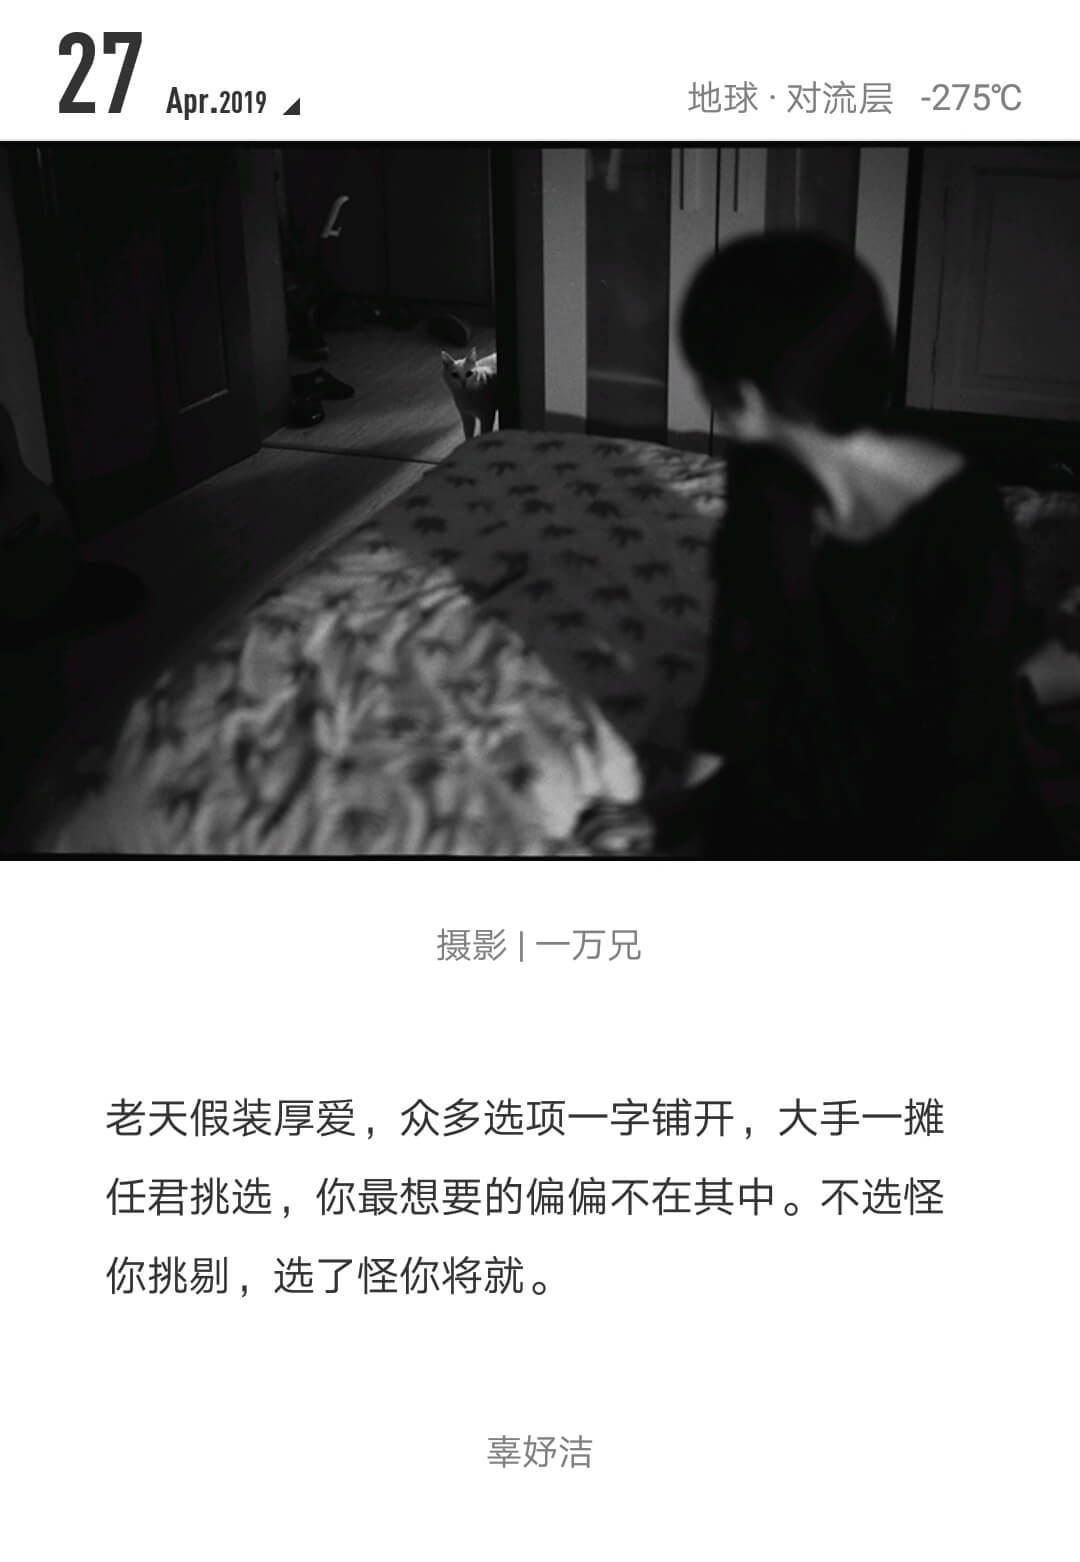 27 Apr.2019
地球·对流层 -275℃
摄影 | 一万兄
老天假装厚爱，众多选项一字铺开，大手一摊
任君挑选，你最想要的偏偏不在其中。不选怪
你挑剔，选了怪你将就。
辜妤洁